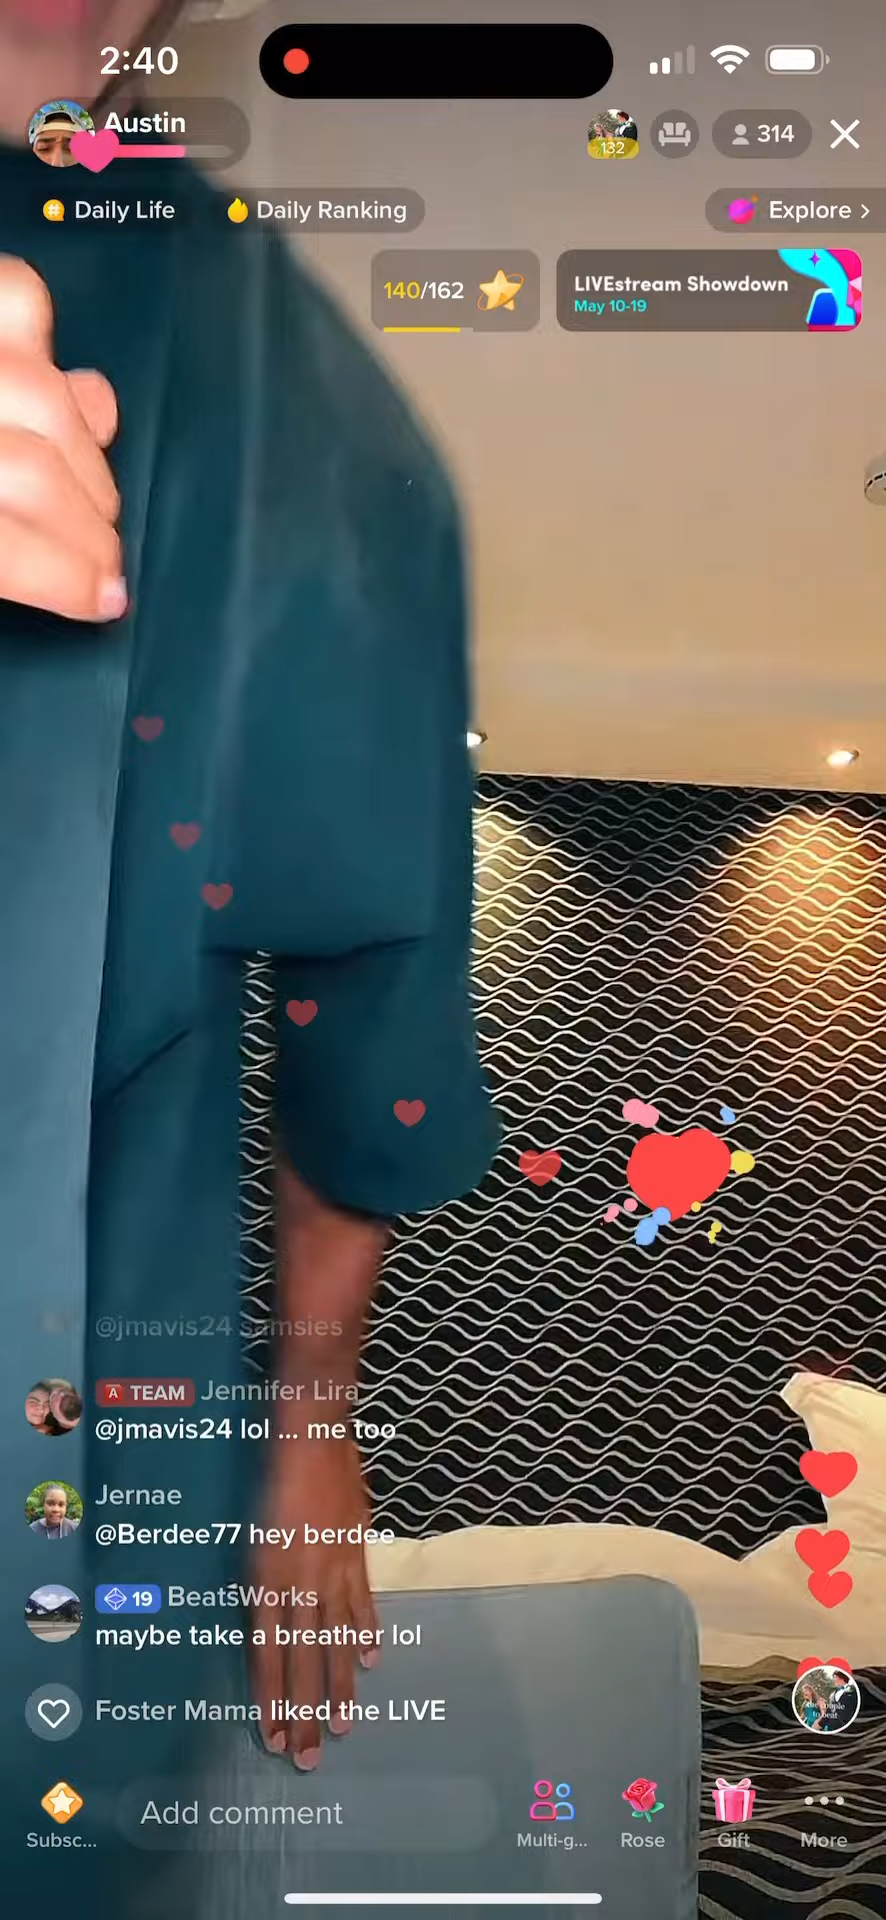 2:40
Austin
132
314
Daily Life
Daily Ranking
Explore >
140/162
LIVEstream Showdown
May 10-19
@jmavis24 samsies
A TEAM Jennifer Lira
@jmavis24 lol ... me too
Jernae
@Berdee77 hey berdee
19 BeatsWorks
maybe take a breather lol
Foster Mama liked the LIVE
to beat
Subsc...
Add comment
Multi-g...
Rose
Gift
More